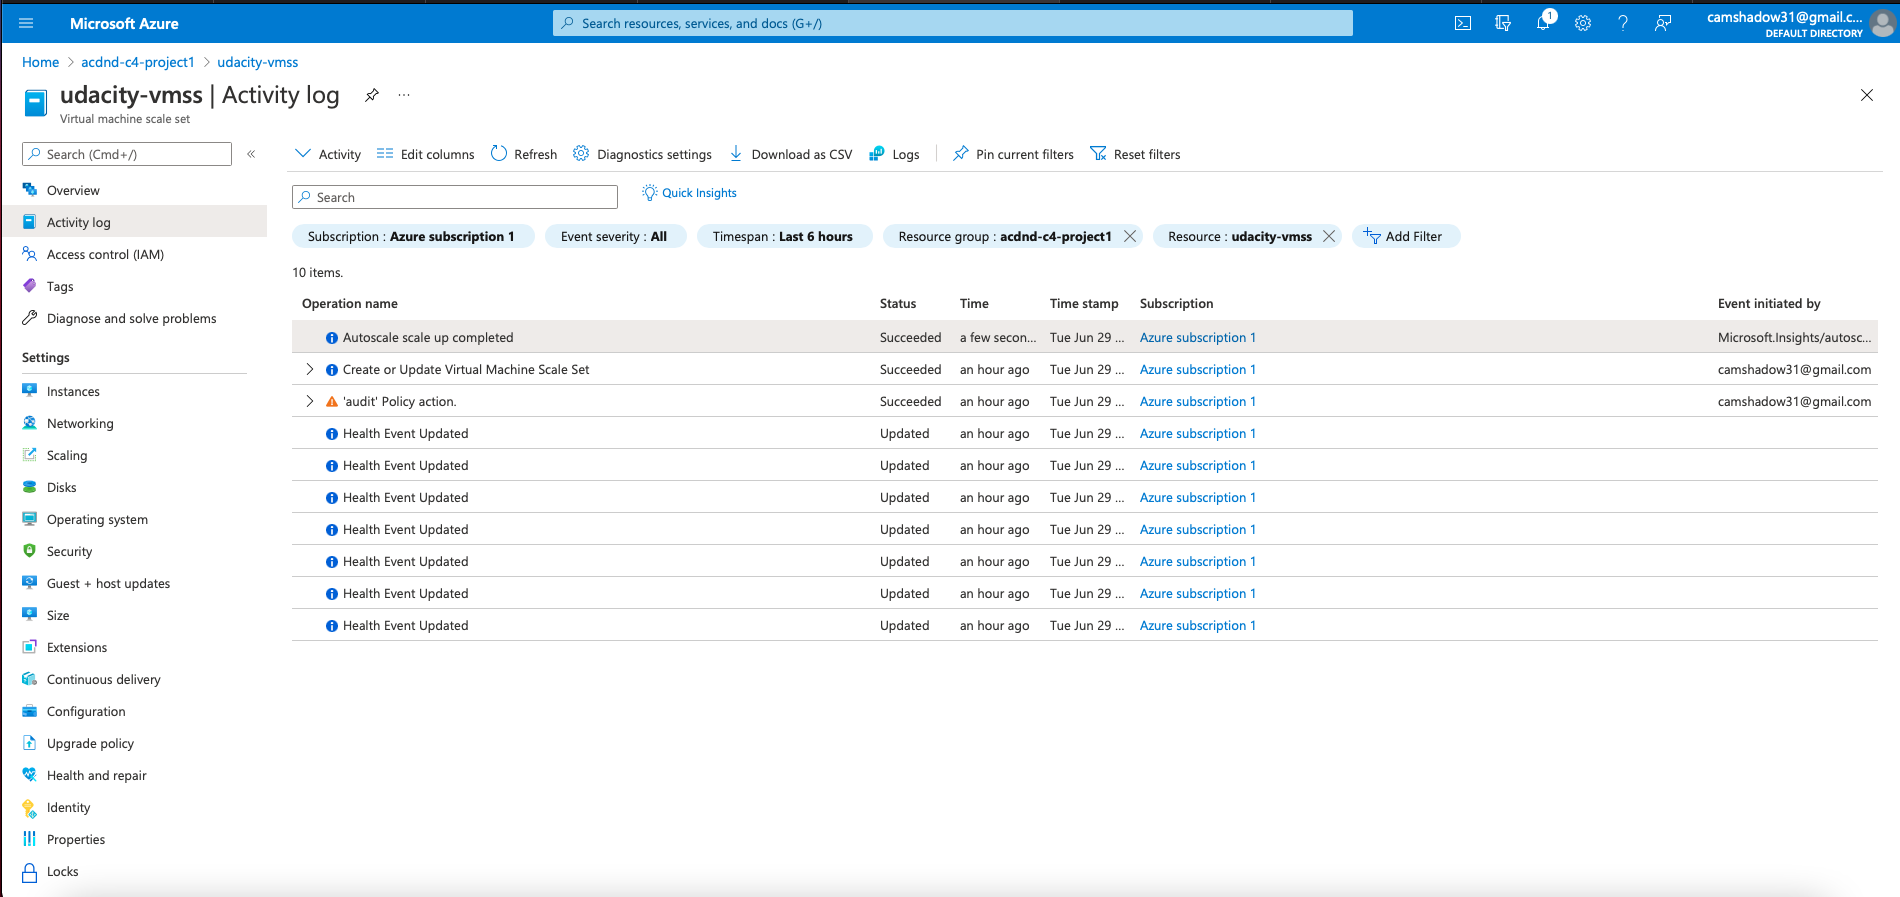 Microsoft Azure
Search resources, services, and docs (G+/)
1
camshadow31@gmail.c...
DEFAULT DIRECTORY
Home > acdnd-c4-project1 > udacity-vmss
udacity-vmss | Activity log
...
Virtual machine scale set
Search (Cmd+/)
«
Overview
Activity log
Access control (IAM)
Tags
Diagnose and solve problems
Settings
Instances
Networking
Scaling
Disks
Operating system
Security
Guest + host updates
Size
Extensions
Continuous delivery
Configuration
Upgrade policy
Health and repair
Identity
Properties
Locks
Activity Edit columns Refresh Diagnostics settings Download as CSV Logs Pin current filters Reset filters
Search
Quick Insights
Subscription : Azure subscription 1 Event severity : All Timespan : Last 6 hours Resource group : acdnd-c4-project1 Resource : udacity-vmss Add Filter
10 items.
Operation name Status Time Time stamp Subscription Event initiated by
Autoscale scale up completed Succeeded a few secon... Tue Jun 29 ... Azure subscription 1 Microsoft.Insights/autosc...
Create or Update Virtual Machine Scale Set Succeeded an hour ago Tue Jun 29 ... Azure subscription 1 camshadow31@gmail.com
'audit' Policy action. Succeeded an hour ago Tue Jun 29 ... Azure subscription 1 camshadow31@gmail.com
Health Event Updated Updated an hour ago Tue Jun 29 ... Azure subscription 1
Health Event Updated Updated an hour ago Tue Jun 29 ... Azure subscription 1
Health Event Updated Updated an hour ago Tue Jun 29 ... Azure subscription 1
Health Event Updated Updated an hour ago Tue Jun 29 ... Azure subscription 1
Health Event Updated Updated an hour ago Tue Jun 29 ... Azure subscription 1
Health Event Updated Updated an hour ago Tue Jun 29 ... Azure subscription 1
Health Event Updated Updated an hour ago Tue Jun 29 ... Azure subscription 1